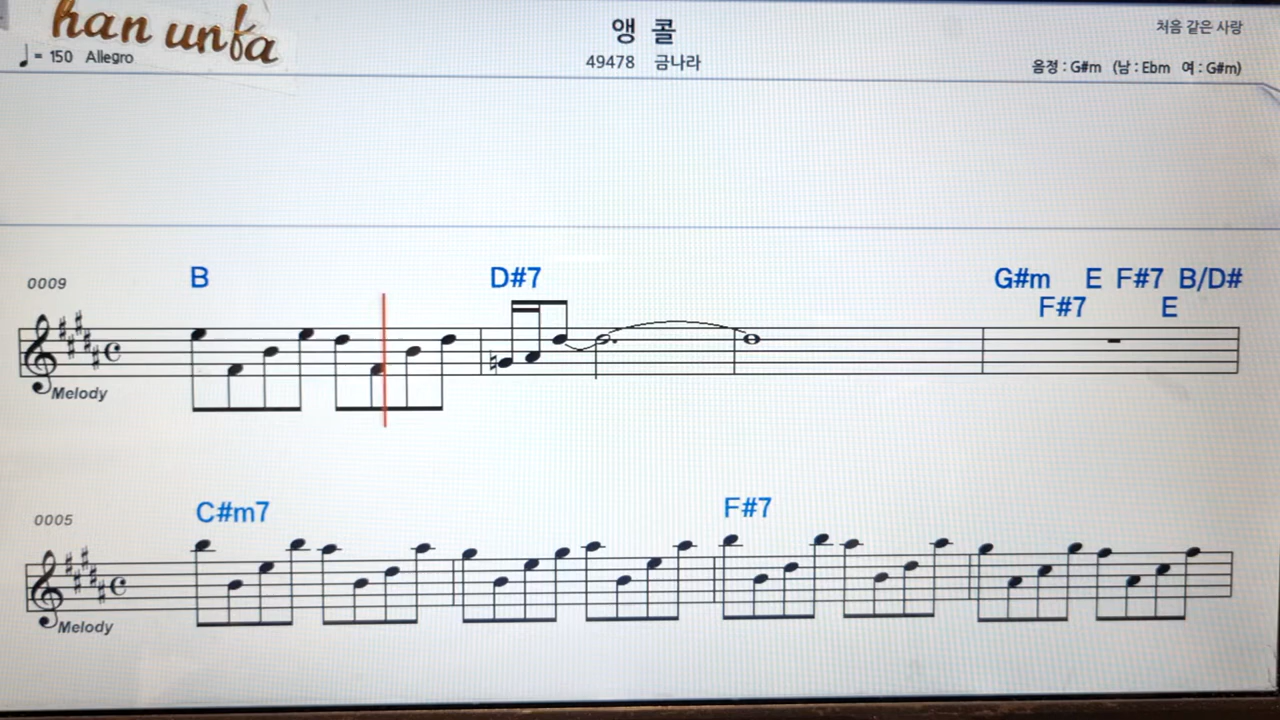 han unfa
♩= 150 Allegro
앵 콜
49478 금나라
처음 같은 사랑
음정 : G#m (남 : Ebm 여 : G#m)
0009
B
D#7
G#m E F#7 B/D#
F#7 E
Melody
0005
C#m7
F#7
Melody